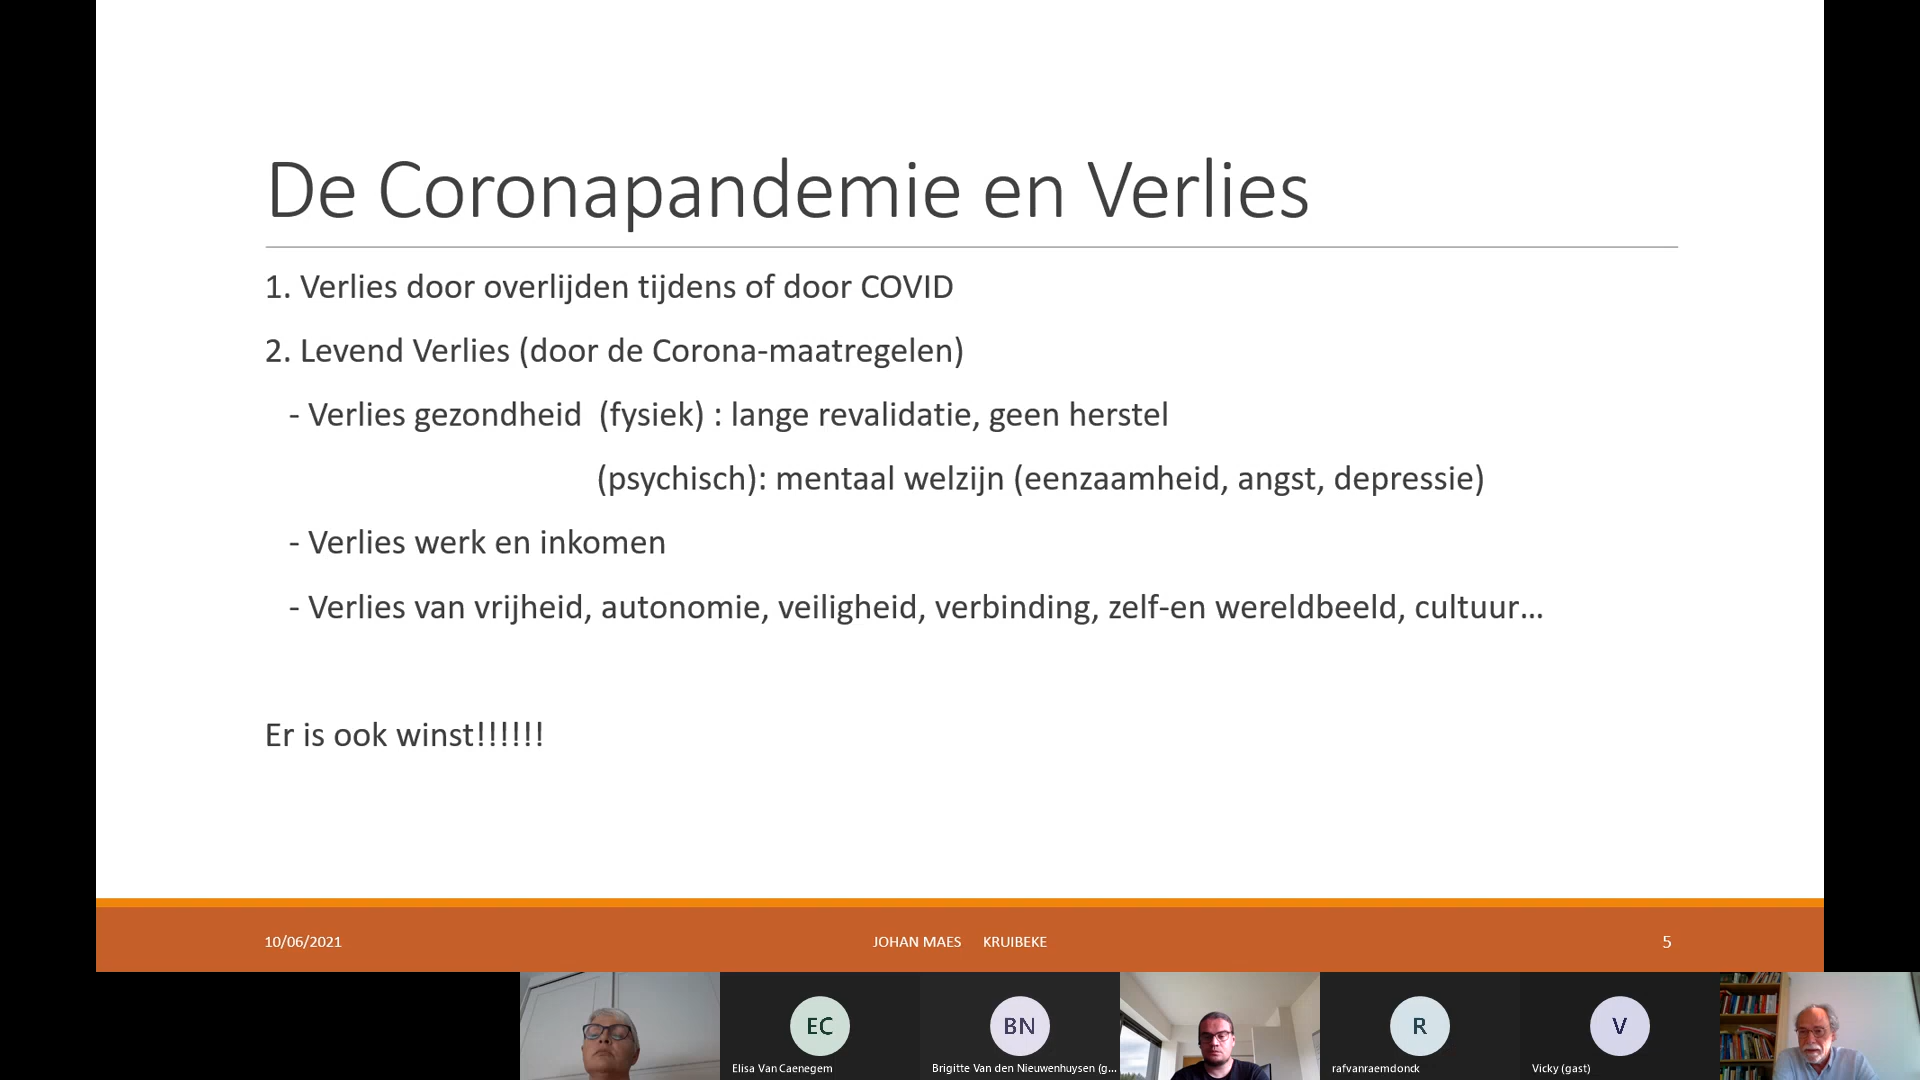 De Coronapandemie en Verlies
1. Verlies door overlijden tijdens of door COVID
2. Levend Verlies (door de Corona-maatregelen)
- Verlies gezondheid (fysiek) : lange revalidatie, geen herstel
(psychisch): mentaal welzijn (eenzaamheid, angst, depressie)
- Verlies werk en inkomen
- Verlies van vrijheid, autonomie, veiligheid, verbinding, zelf-en wereldbeeld, cultuur...
Er is ook winst!!!!!!
10/06/2021 JOHAN MAES KRUIBEKE 5
EC BN R V
Elisa Van Caenegem Brigitte Van den Nieuwenhuysen (g... rafvanraemdonck Vicky (gast)